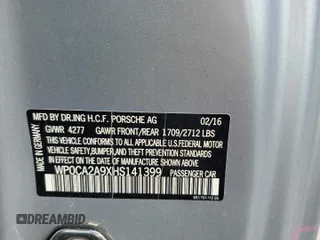 MFD. BY DR.ING H.C.F. PORSCHE AG 02/16
GVWR 4277 GAWR FRONT/REAR 1709/2712 LBS
THIS VEHICLE CONFORMS TO ALL APPLICABLE U.S.FEDERAL MOTOR
VEHICLE SAFETY, BUMPER, AND THEFT PREVENTION STANDARDS
IN EFFECT ON THE DATE OF MANUFACTURE SHOWN ABOVE.
WP0CA2A9XHS141399 PASSENGER CAR
MADE IN GERMANY
DREAMBID